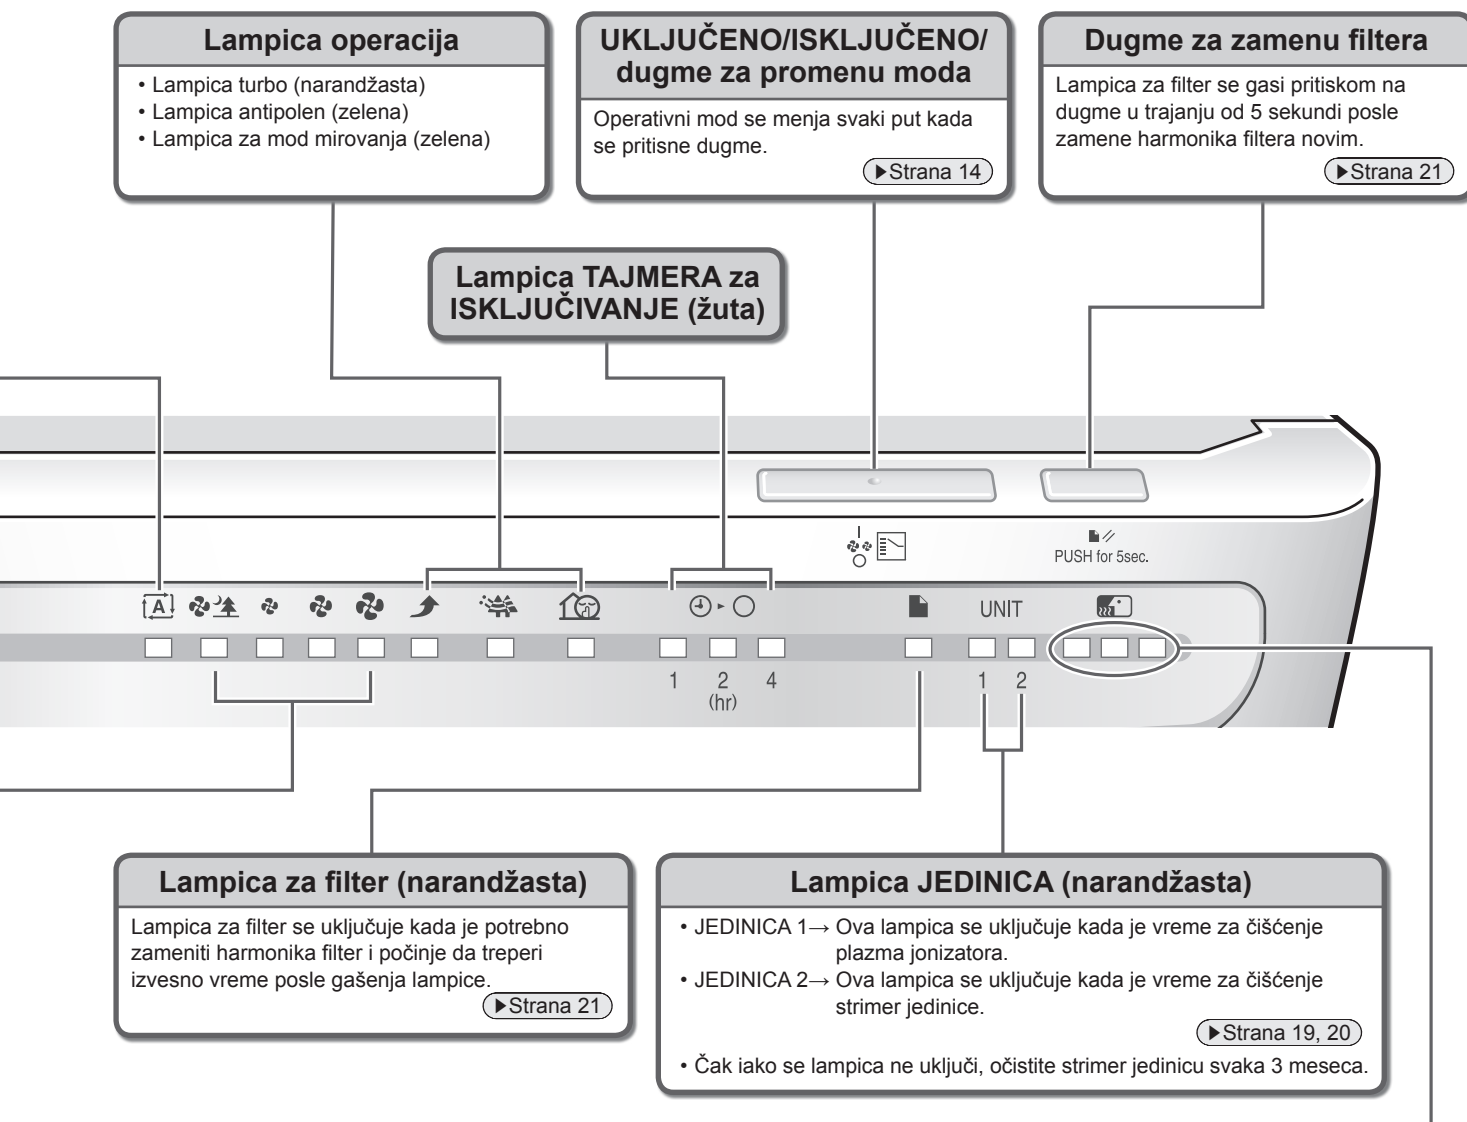 Lampica operacija
• Lampica turbo (narandžasta)
• Lampica antipolen (zelena)
• Lampica za mod mirovanja (zelena)
UKLJUČENO/ISKLJUČENO/
dugme za promenu moda
Operativni mod se menja svaki put kada
se pritisne dugme.
▶Strana 14
Dugme za zamenu filtera
Lampica za filter se gasi pritiskom na
dugme u trajanju od 5 sekundi posle
zamene harmonika filtera novim.
▶Strana 21
Lampica TAJMERA za
ISKLJUČIVANJE (žuta)
PUSH for 5sec.
A
UNIT
1 2 4
(hr)
1 2
Lampica za filter (narandžasta)
Lampica za filter se uključuje kada je potrebno
zameniti harmonika filter i počinje da treperi
izvesno vreme posle gašenja lampice.
▶Strana 21
Lampica JEDINICA (narandžasta)
• JEDINICA 1→ Ova lampica se uključuje kada je vreme za čišćenje
plazma jonizatora.
• JEDINICA 2→ Ova lampica se uključuje kada je vreme za čišćenje
strimer jedinice.
▶Strana 19, 20
• Čak iako se lampica ne uključi, očistite strimer jedinicu svaka 3 meseca.